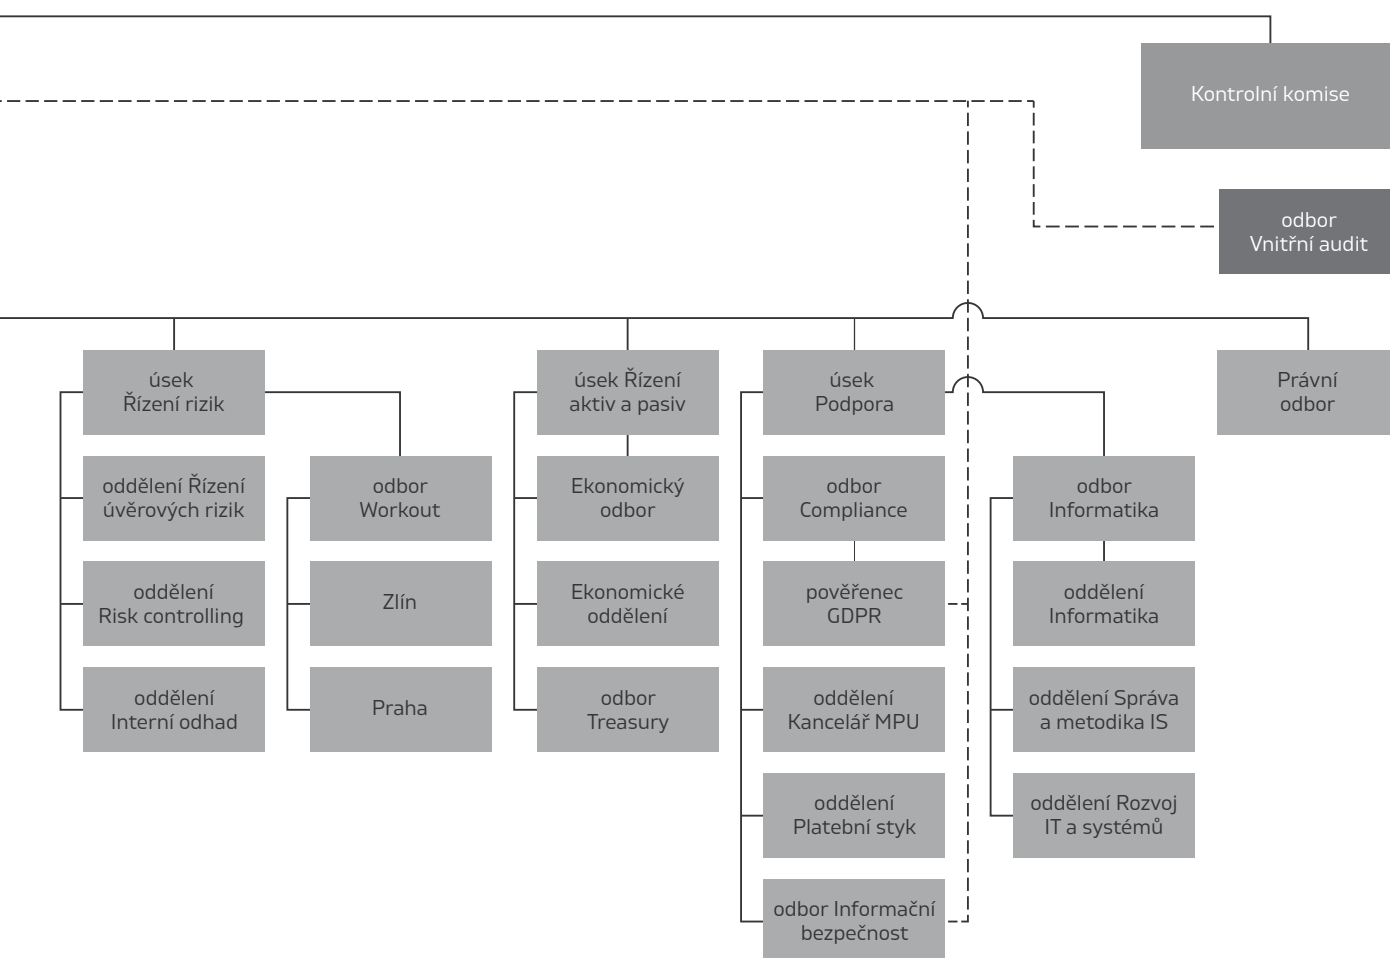 Kontrolní komise
odbor
Vnitřní audit
úsek
Řízení rizik
úsek Řízení
aktiv a pasiv
úsek
Podpora
Právní
odbor
oddělení Řízení
úvěrových rizik
odbor
Workout
Ekonomický
odbor
odbor
Compliance
odbor
Informatika
oddělení
Risk controlling
Zlín
Ekonomické
oddělení
pověřenec
GDPR
oddělení
Informatika
oddělení
Interní odhad
Praha
odbor
Treasury
oddělení
Kancelář MPU
oddělení Správa
a metodika IS
oddělení
Platební styk
oddělení Rozvoj
IT a systémů
odbor Informační
bezpečnost